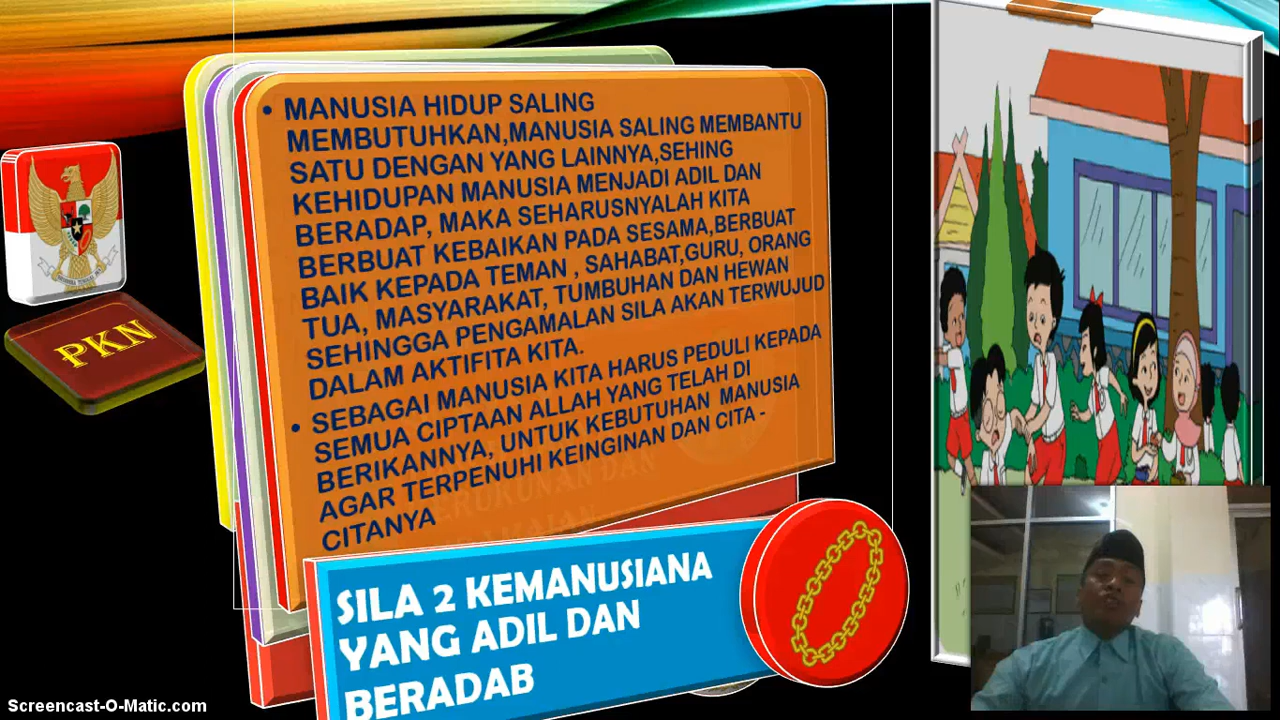 • MANUSIA HIDUP SALING
MEMBUTUHKAN,MANUSIA SALING MEMBANTU
SATU DENGAN YANG LAINNYA,SEHING
KEHIDUPAN MANUSIA MENJADI ADIL DAN
BERADAP, MAKA SEHARUSNYALAH KITA
BERBUAT KEBAIKAN PADA SESAMA,BERBUAT
BAIK KEPADA TEMAN , SAHABAT,GURU, ORANG
TUA, MASYARAKAT, TUMBUHAN DAN HEWAN
SEHINGGA PENGAMALAN SILA AKAN TERWUJUD
DALAM AKTIFITA KITA.
• SEBAGAI MANUSIA KITA HARUS PEDULI KEPADA
SEMUA CIPTAAN ALLAH YANG TELAH DI
BERIKANNYA, UNTUK KEBUTUHAN MANUSIA
AGAR TERPENUHI KEINGINAN DAN CITA -
CITANYA
PKN
SILA 2 KEMANUSIANA
YANG ADIL DAN
BERADAB
Screencast-O-Matic.com